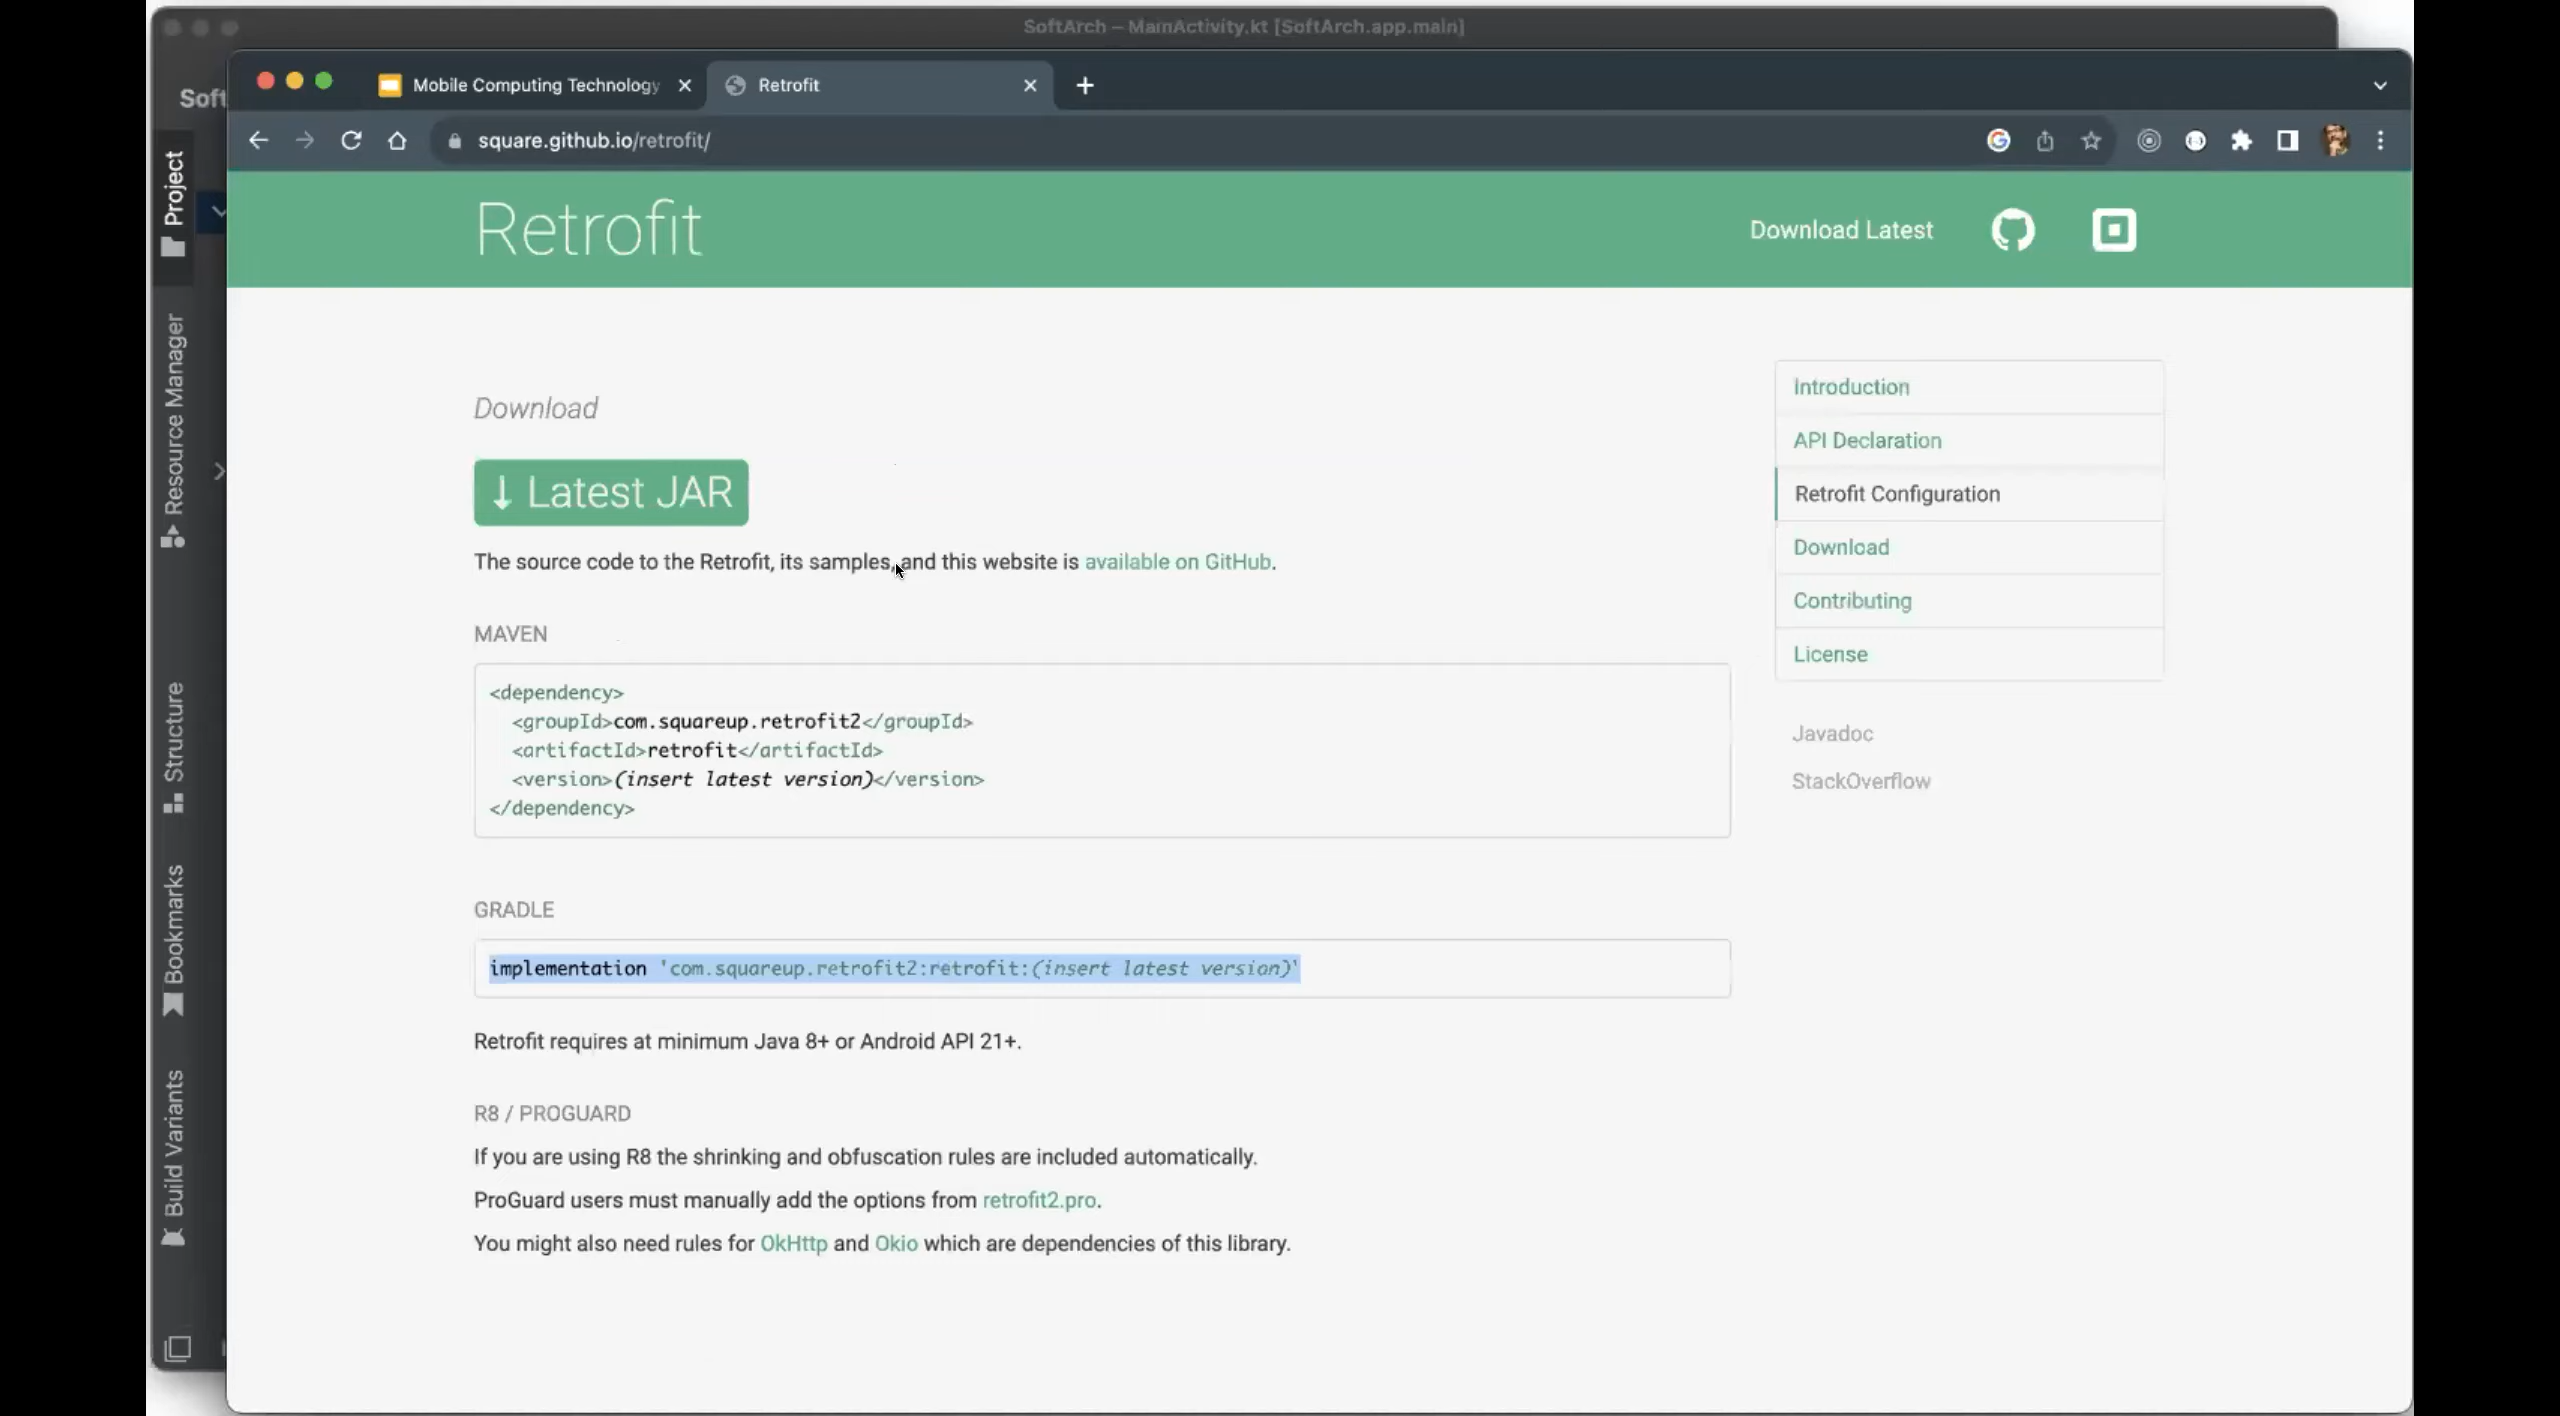 SoftArch – MainActivity.kt [SoftArch.app.main]
Soft
Mobile Computing Technology
Retrofit
square.github.io/retrofit/
Project
Resource Manager
Structure
Bookmarks
Build Variants
Retrofit
Download Latest
Download
↓ Latest JAR
The source code to the Retrofit, its samples, and this website is available on GitHub.
MAVEN
<dependency>
  <groupId>com.squareup.retrofit2</groupId>
  <artifactId>retrofit</artifactId>
  <version>(insert latest version)</version>
</dependency>
GRADLE
implementation 'com.squareup.retrofit2:retrofit:(insert latest version)'
Retrofit requires at minimum Java 8+ or Android API 21+.
R8 / PROGUARD
If you are using R8 the shrinking and obfuscation rules are included automatically.
ProGuard users must manually add the options from retrofit2.pro.
You might also need rules for OkHttp and Okio which are dependencies of this library.
Introduction
API Declaration
Retrofit Configuration
Download
Contributing
License
Javadoc
StackOverflow